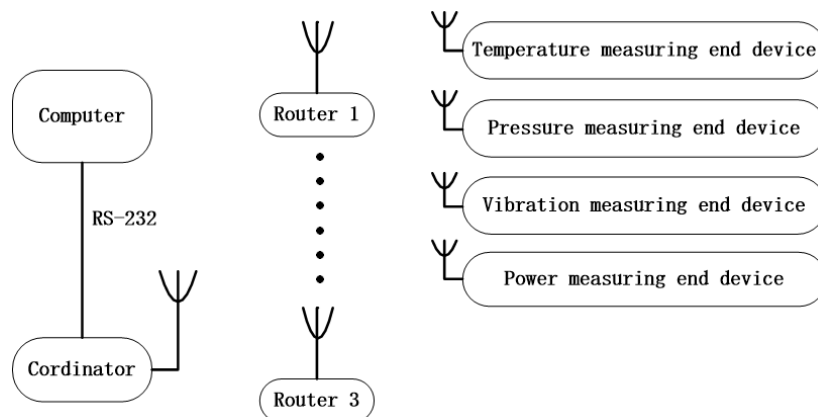 Computer
RS-232
Cordinator
Router 1
Router 3
Temperature measuring end device
Pressure measuring end device
Vibration measuring end device
Power measuring end device